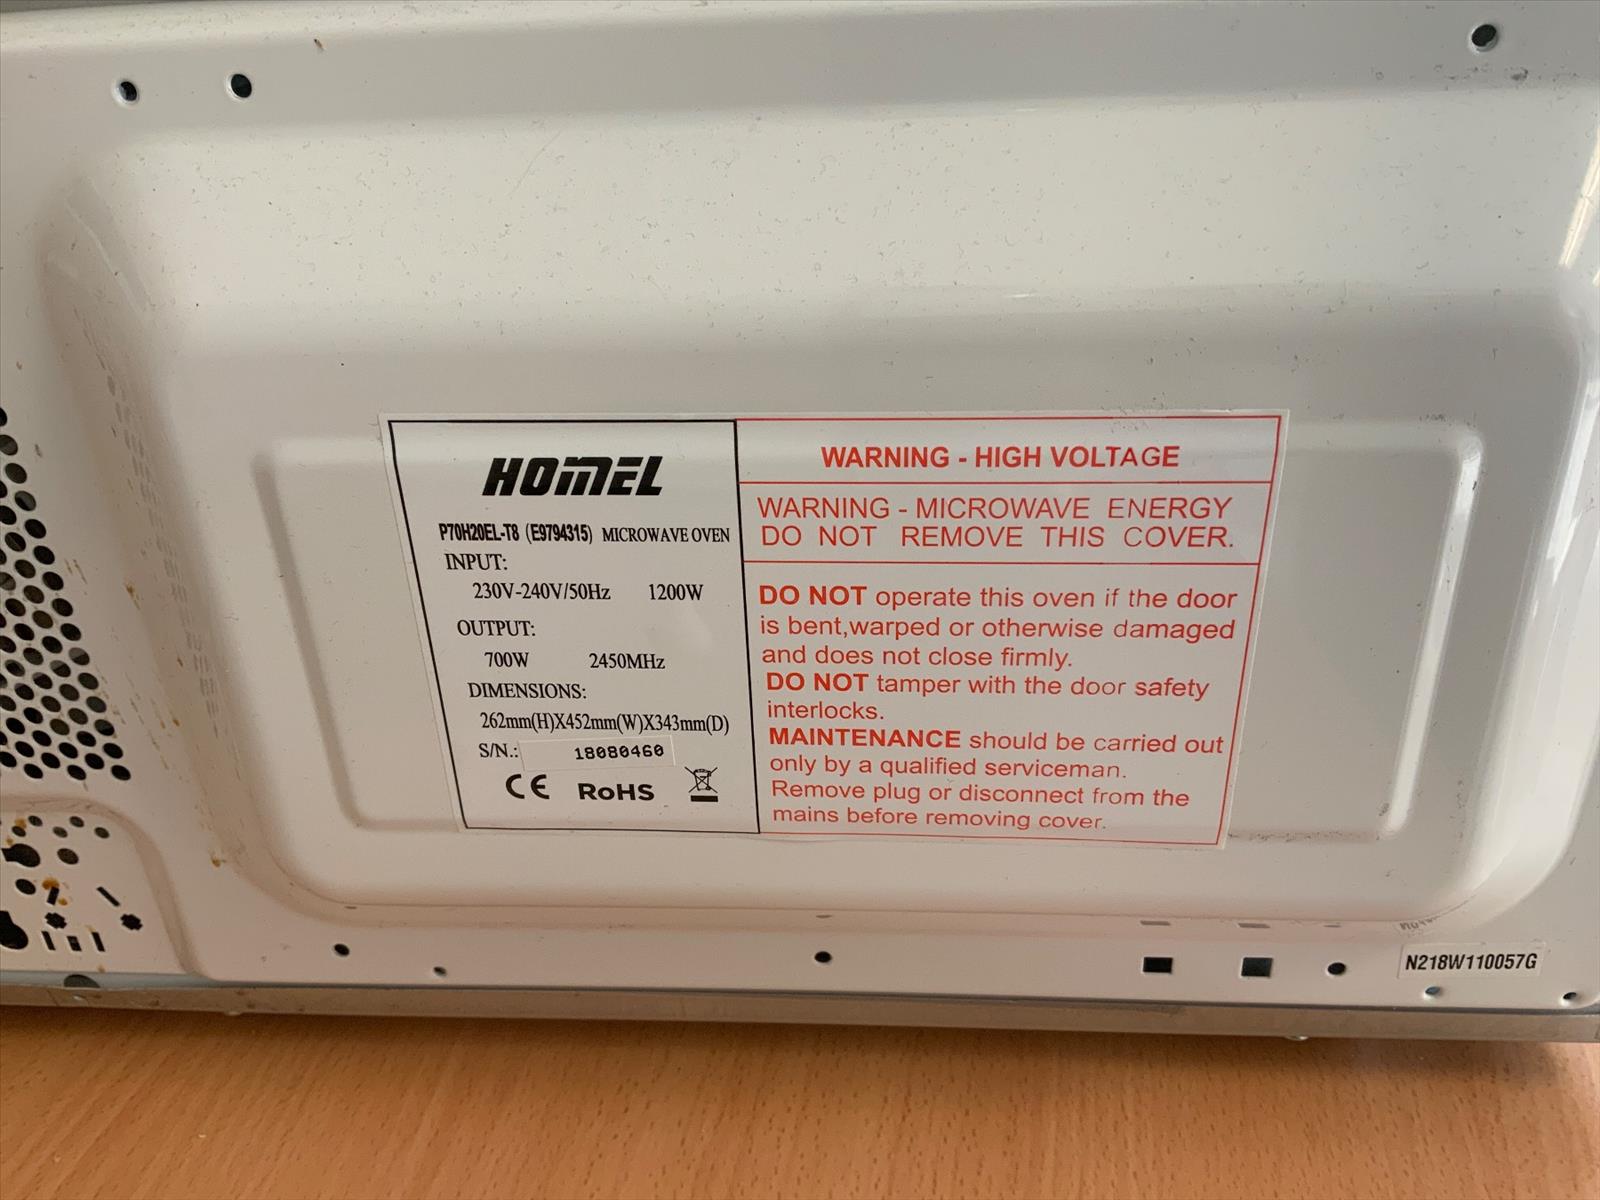 HOMEL
P70H20EL-T8 (E9794315) MICROWAVE OVEN
INPUT:
230V-240V/50Hz 1200W
OUTPUT:
700W 2450MHz
DIMENSIONS:
262mm(H)X452mm(W)X343mm(D)
S/N.: 18080460
CE RoHS
WARNING - HIGH VOLTAGE
WARNING - MICROWAVE ENERGY
DO NOT REMOVE THIS COVER.
DO NOT operate this oven if the door
is bent,warped or otherwise damaged
and does not close firmly.
DO NOT tamper with the door safety
interlocks.
MAINTENANCE should be carried out
only by a qualified serviceman.
Remove plug or disconnect from the
mains before removing cover.
N218W110057G